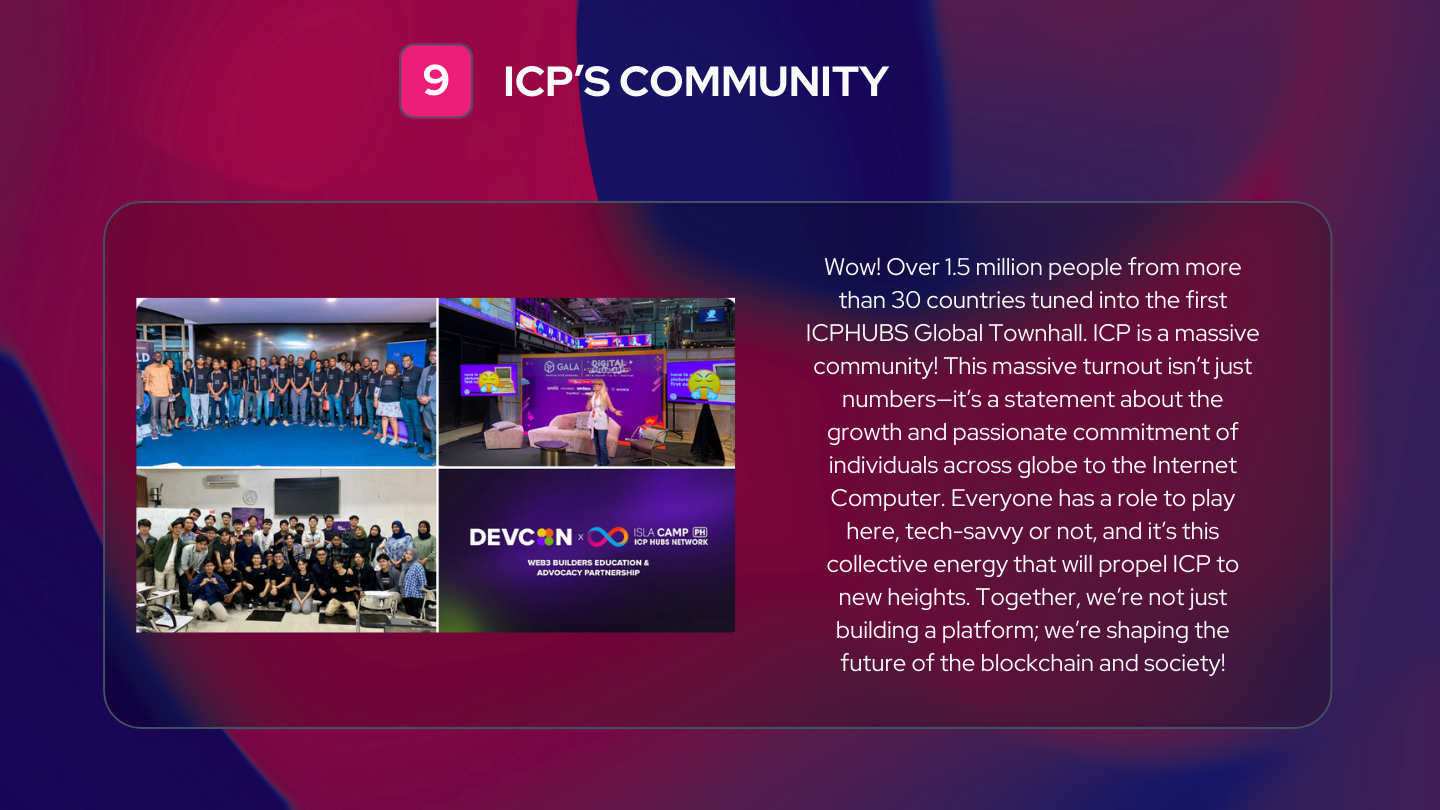 9
ICP’S COMMUNITY
Wow! Over 1.5 million people from more
than 30 countries tuned into the first
ICPHUBS Global Townhall. ICP is a massive
community! This massive turnout isn’t just
numbers—it’s a statement about the
growth and passionate commitment of
individuals across globe to the Internet
Computer. Everyone has a role to play
here, tech-savvy or not, and it’s this
collective energy that will propel ICP to
new heights. Together, we’re not just
building a platform; we’re shaping the
future of the blockchain and society!
GALA
DIGITAL
DEVCON x ISLA CAMP PH
ICP HUBS NETWORK
WEB3 BUILDERS EDUCATION &
ADVOCACY PARTNERSHIP